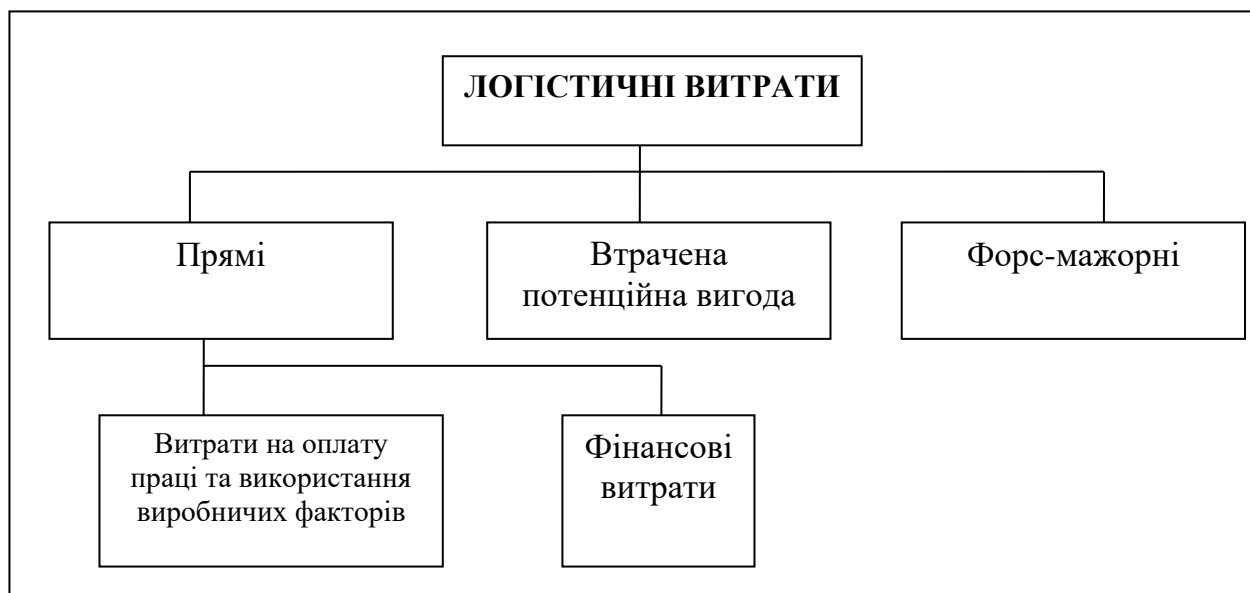 ЛОГІСТИЧНІ ВИТРАТИ
Прямі
Втрачена
потенційна вигода
Форс-мажорні
Витрати на оплату
праці та використання
виробничих факторів
Фінансові
витрати